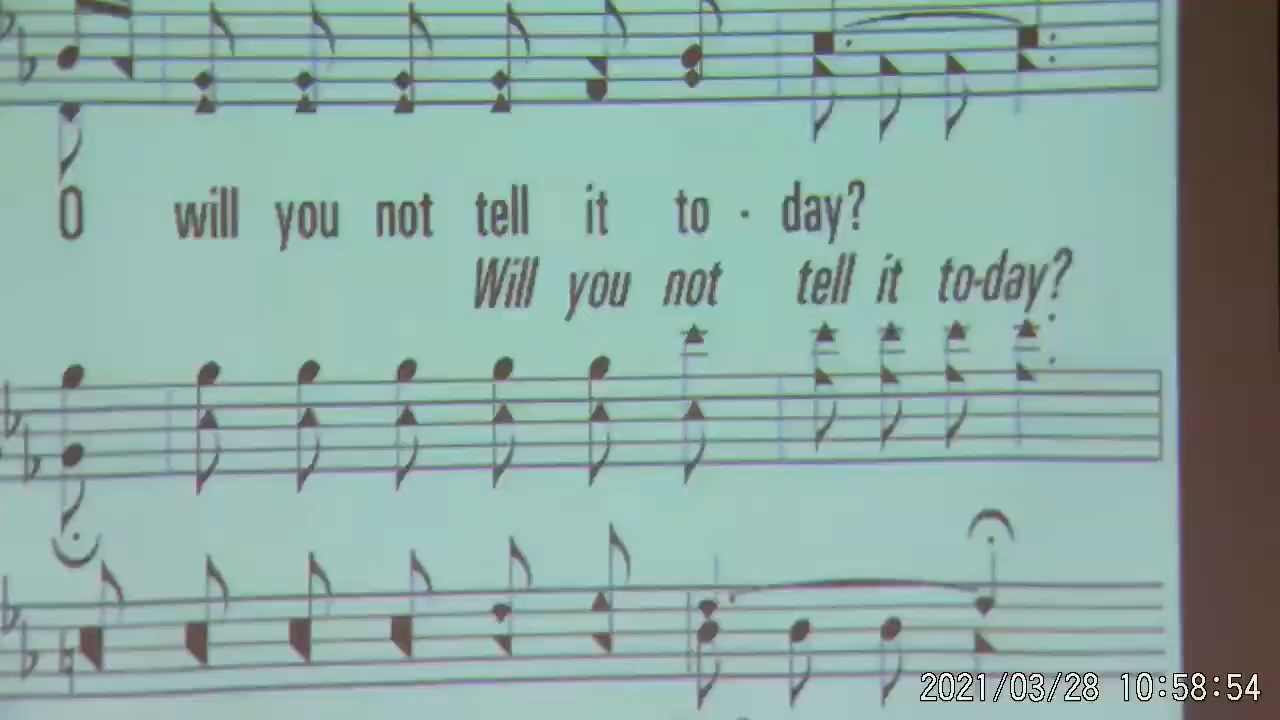 O will you not tell it to - day?
Will you not tell it to-day?
2021/03/28 10:58:54